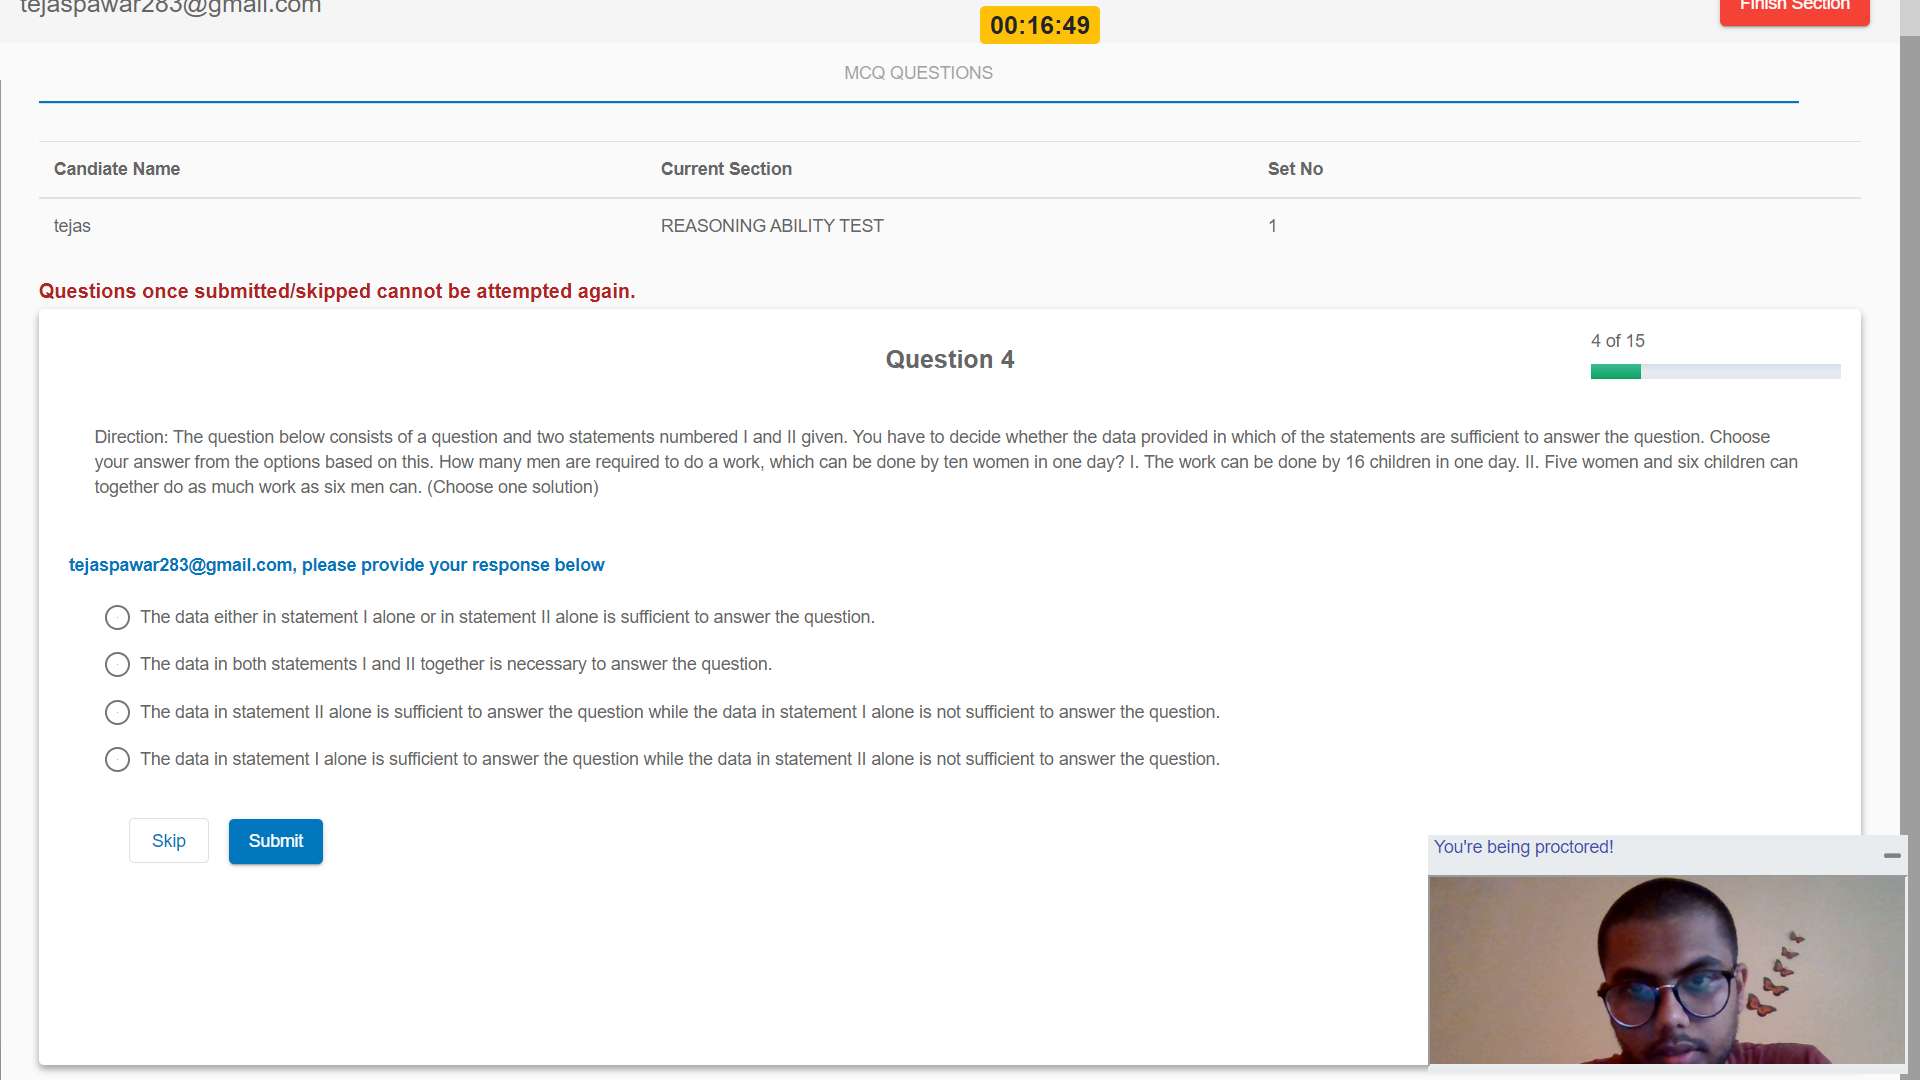 tejaspawar283@gmail.com
00:16:49
Finish Section
MCQ QUESTIONS
Candiate Name Current Section Set No
tejas REASONING ABILITY TEST 1
Questions once submitted/skipped cannot be attempted again.
4 of 15
Question 4
Direction: The question below consists of a question and two statements numbered I and II given. You have to decide whether the data provided in which of the statements are sufficient to answer the question. Choose
your answer from the options based on this. How many men are required to do a work, which can be done by ten women in one day? I. The work can be done by 16 children in one day. II. Five women and six children can
together do as much work as six men can. (Choose one solution)
tejaspawar283@gmail.com, please provide your response below
The data either in statement I alone or in statement II alone is sufficient to answer the question.
The data in both statements I and II together is necessary to answer the question.
The data in statement II alone is sufficient to answer the question while the data in statement I alone is not sufficient to answer the question.
The data in statement I alone is sufficient to answer the question while the data in statement II alone is not sufficient to answer the question.
Skip Submit
You're being proctored!